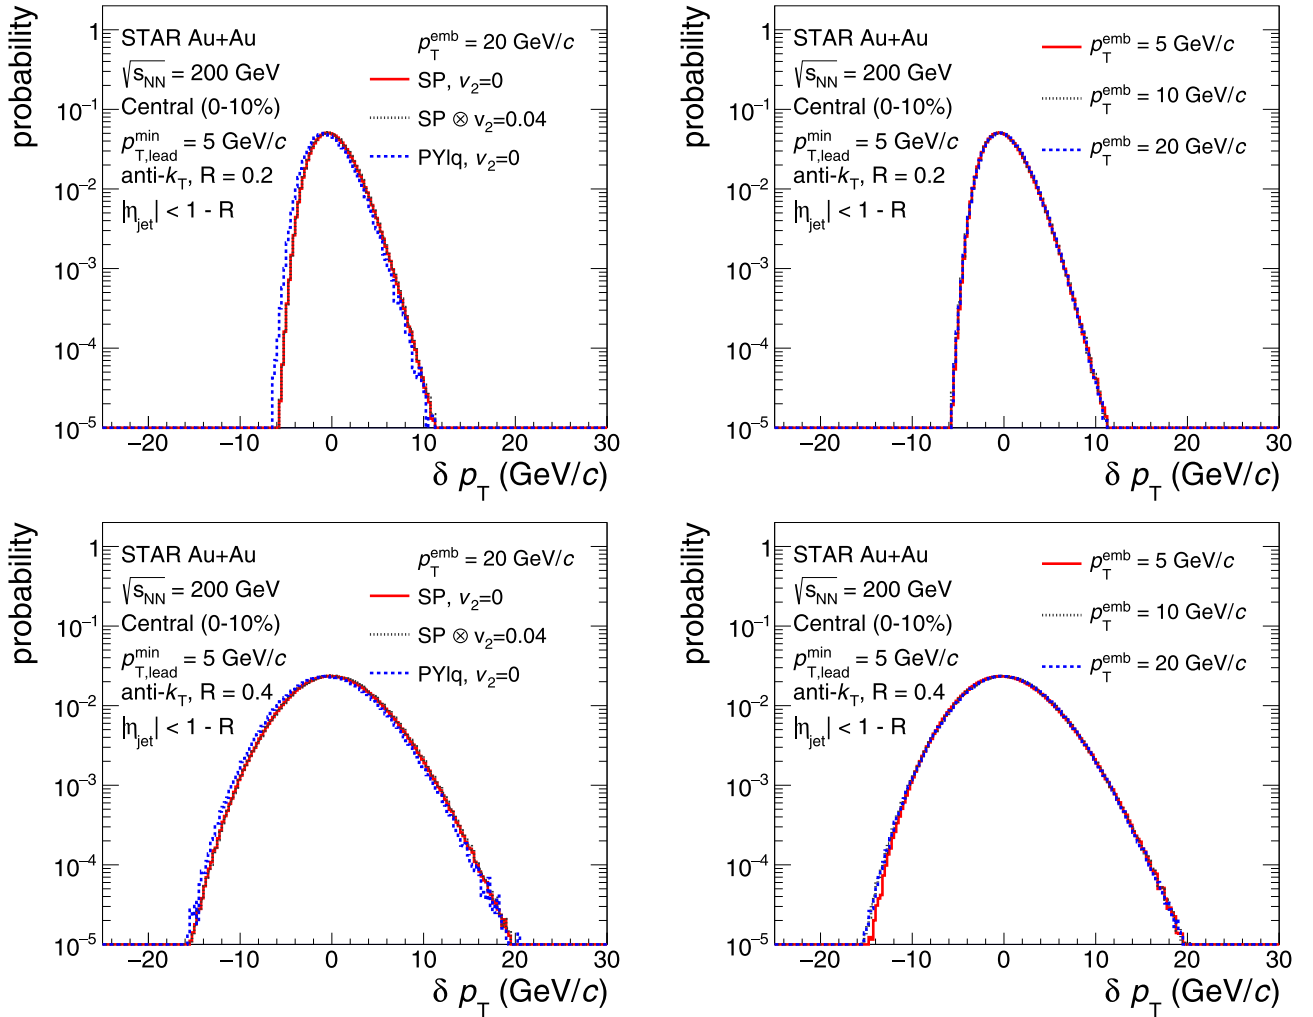 probability
1
10⁻¹
10⁻²
10⁻³
10⁻⁴
10⁻⁵
STAR Au+Au
√s_NN = 200 GeV
Central (0-10%)
p_T,lead^min = 5 GeV/c
anti-k_T, R = 0.2
|η_jet| < 1 - R
p_T^emb = 20 GeV/c
SP, v₂=0
SP ⊗ v₂=0.04
PYlq, v₂=0
−20 −10 0 10 20 30
δ p_T (GeV/c)
probability
1
10⁻¹
10⁻²
10⁻³
10⁻⁴
10⁻⁵
STAR Au+Au
√s_NN = 200 GeV
Central (0-10%)
p_T,lead^min = 5 GeV/c
anti-k_T, R = 0.2
|η_jet| < 1 - R
p_T^emb = 5 GeV/c
p_T^emb = 10 GeV/c
p_T^emb = 20 GeV/c
−20 −10 0 10 20 30
δ p_T (GeV/c)
probability
1
10⁻¹
10⁻²
10⁻³
10⁻⁴
10⁻⁵
STAR Au+Au
√s_NN = 200 GeV
Central (0-10%)
p_T,lead^min = 5 GeV/c
anti-k_T, R = 0.4
|η_jet| < 1 - R
p_T^emb = 20 GeV/c
SP, v₂=0
SP ⊗ v₂=0.04
PYlq, v₂=0
−20 −10 0 10 20 30
δ p_T (GeV/c)
probability
1
10⁻¹
10⁻²
10⁻³
10⁻⁴
10⁻⁵
STAR Au+Au
√s_NN = 200 GeV
Central (0-10%)
p_T,lead^min = 5 GeV/c
anti-k_T, R = 0.4
|η_jet| < 1 - R
p_T^emb = 5 GeV/c
p_T^emb = 10 GeV/c
p_T^emb = 20 GeV/c
−20 −10 0 10 20 30
δ p_T (GeV/c)